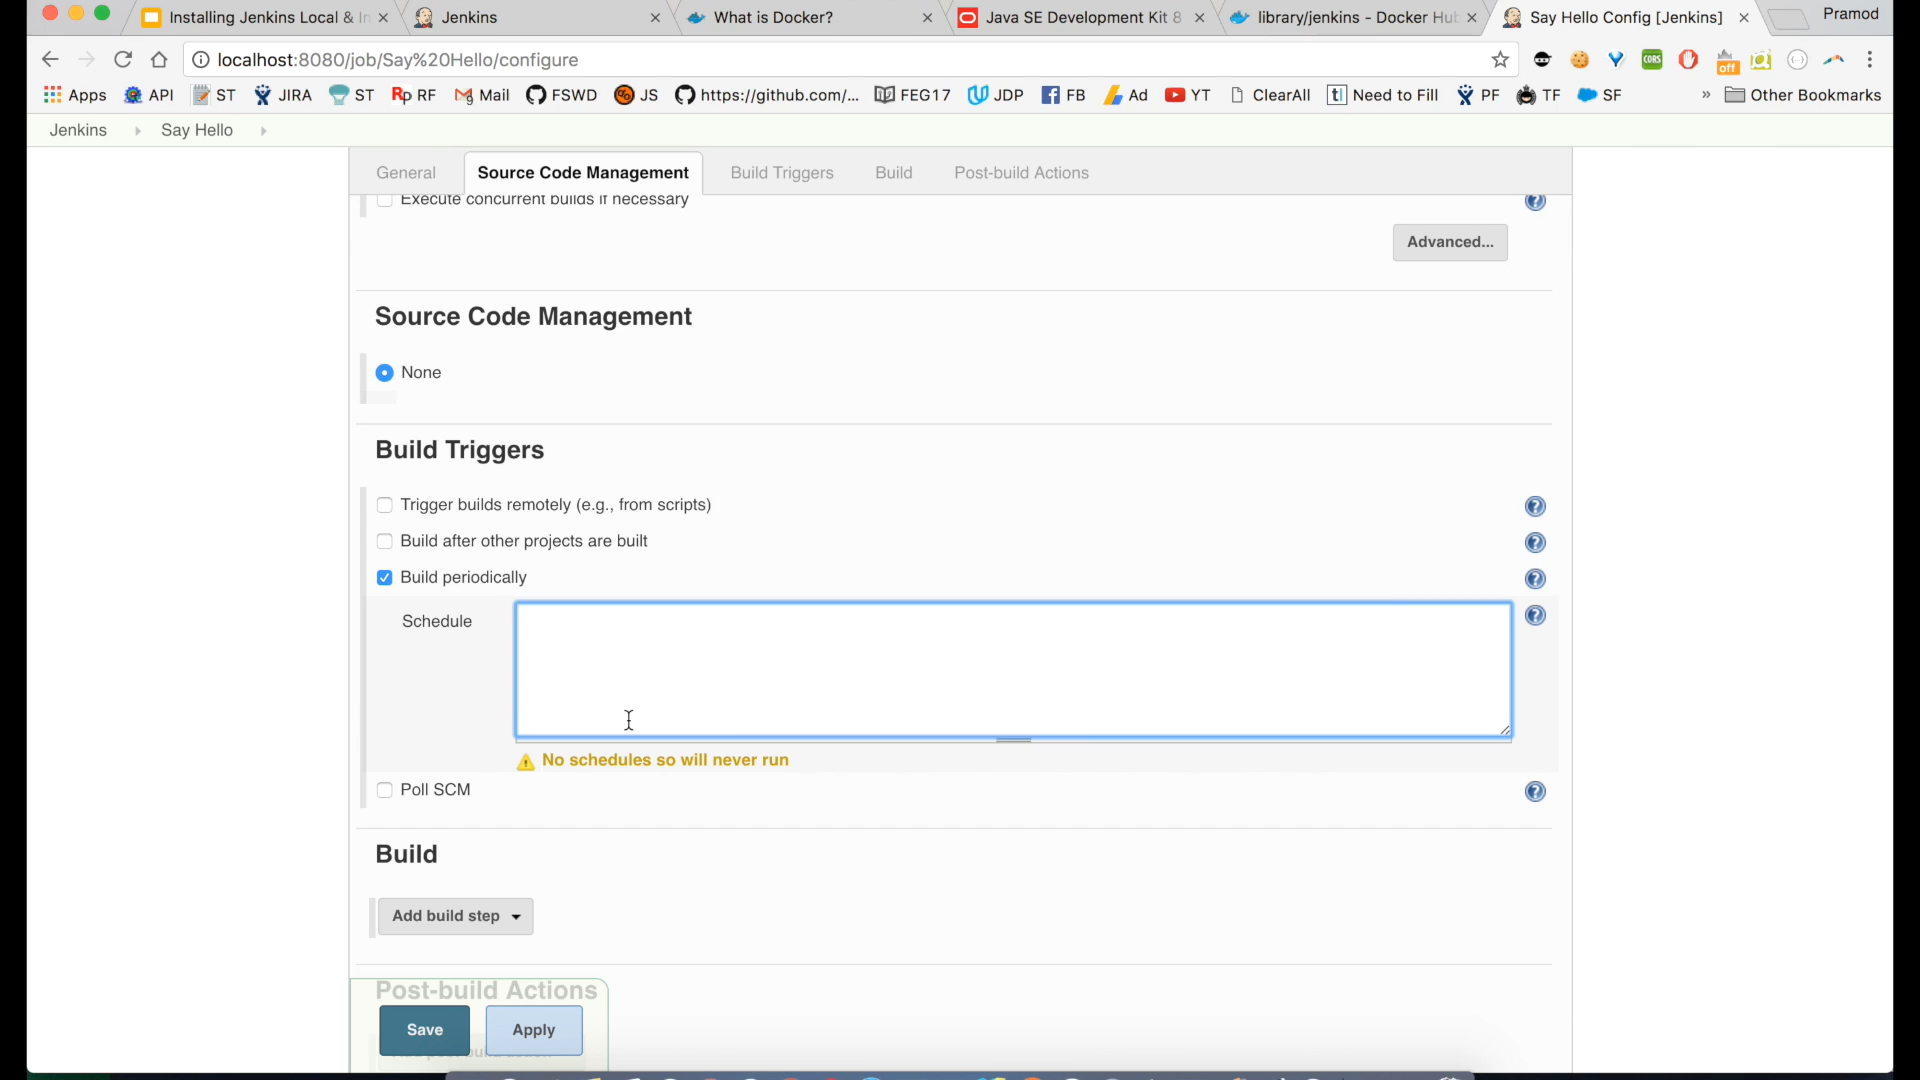 Installing Jenkins Local & In
Jenkins
What is Docker?
Java SE Development Kit 8
library/jenkins - Docker Hub
Say Hello Config [Jenkins]
Pramod
localhost:8080/job/Say%20Hello/configure
CORS
off
Apps
API
ST
JIRA
ST
Rp RF
Mail
FSWD
JS
https://github.com/...
FEG17
JDP
FB
Ad
YT
ClearAll
Need to Fill
PF
TF
SF
»
Other Bookmarks
Jenkins
Say Hello
General
Source Code Management
Build Triggers
Build
Post-build Actions
Execute concurrent builds if necessary
Advanced...
Source Code Management
None
Build Triggers
Trigger builds remotely (e.g., from scripts)
Build after other projects are built
Build periodically
Schedule
No schedules so will never run
Poll SCM
Build
Add build step
Post-build Actions
Save
Apply